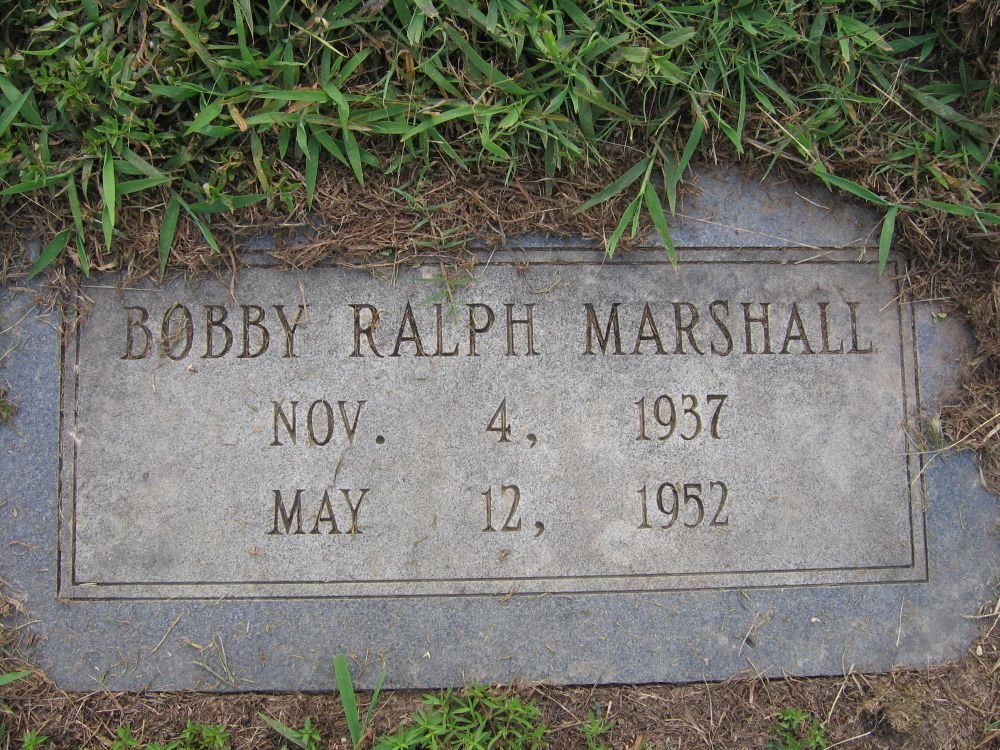 BOBBY RALPH MARSHALL
NOV. 4, 1937
MAY 12, 1952